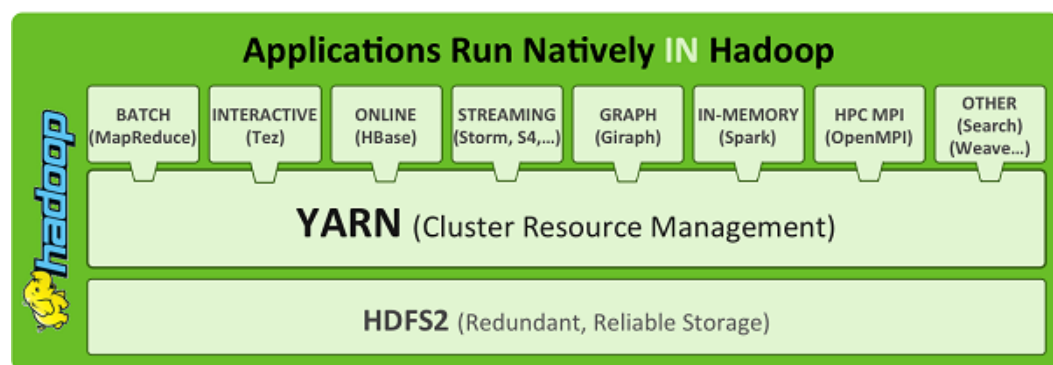 Applications Run Natively IN Hadoop
hadoop
BATCH
(MapReduce)
INTERACTIVE
(Tez)
ONLINE
(HBase)
STREAMING
(Storm, S4,...)
GRAPH
(Giraph)
IN-MEMORY
(Spark)
HPC MPI
(OpenMPI)
OTHER
(Search)
(Weave...)
YARN (Cluster Resource Management)
HDFS2 (Redundant, Reliable Storage)